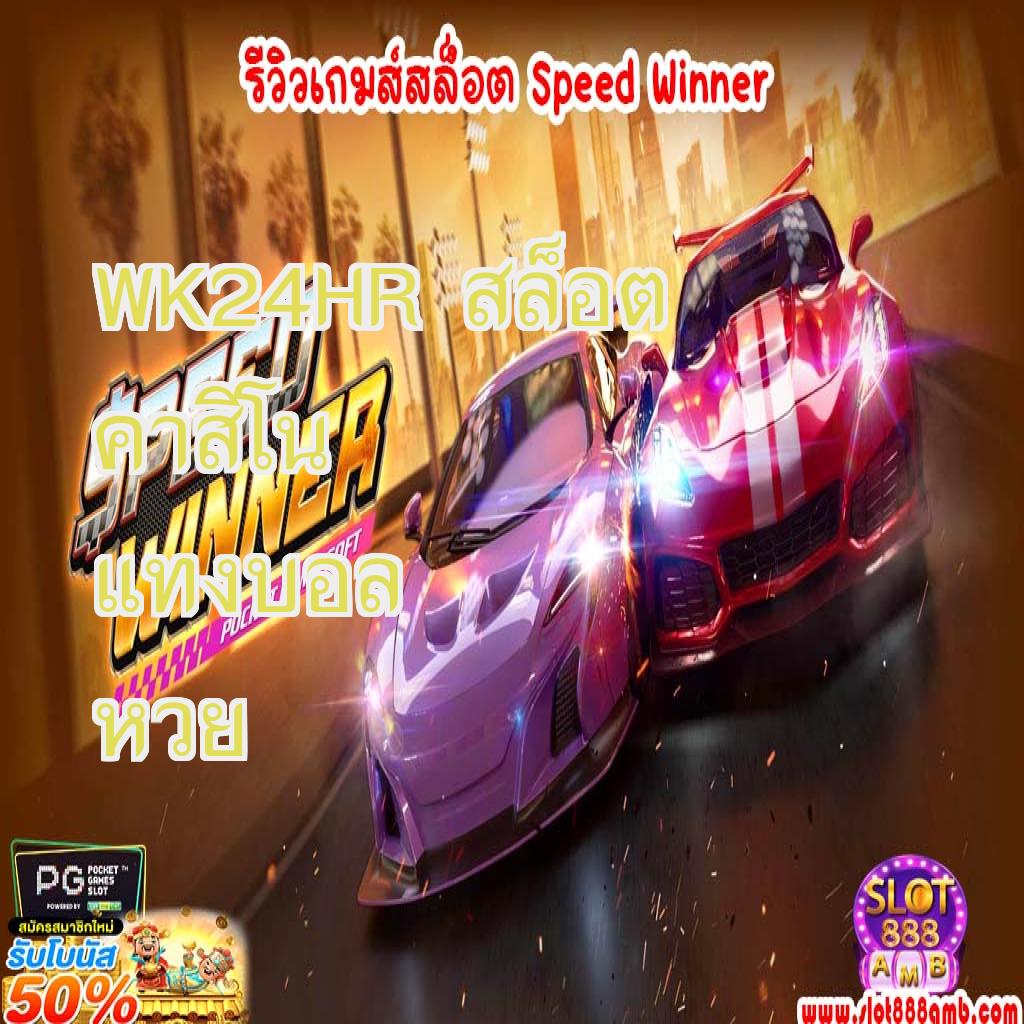 รีวิวเกมส์สล็อต Speed Winner
WK24HR สล็อต
คาสิโน
แทงบอล
หวย
SPEED
WINNER
PG POCKET GAMES SLOT
POWERED BY
สมัครสมาชิกใหม่
รับโบนัส
50%
SLOT
888
AMB
www.slot888amb.com